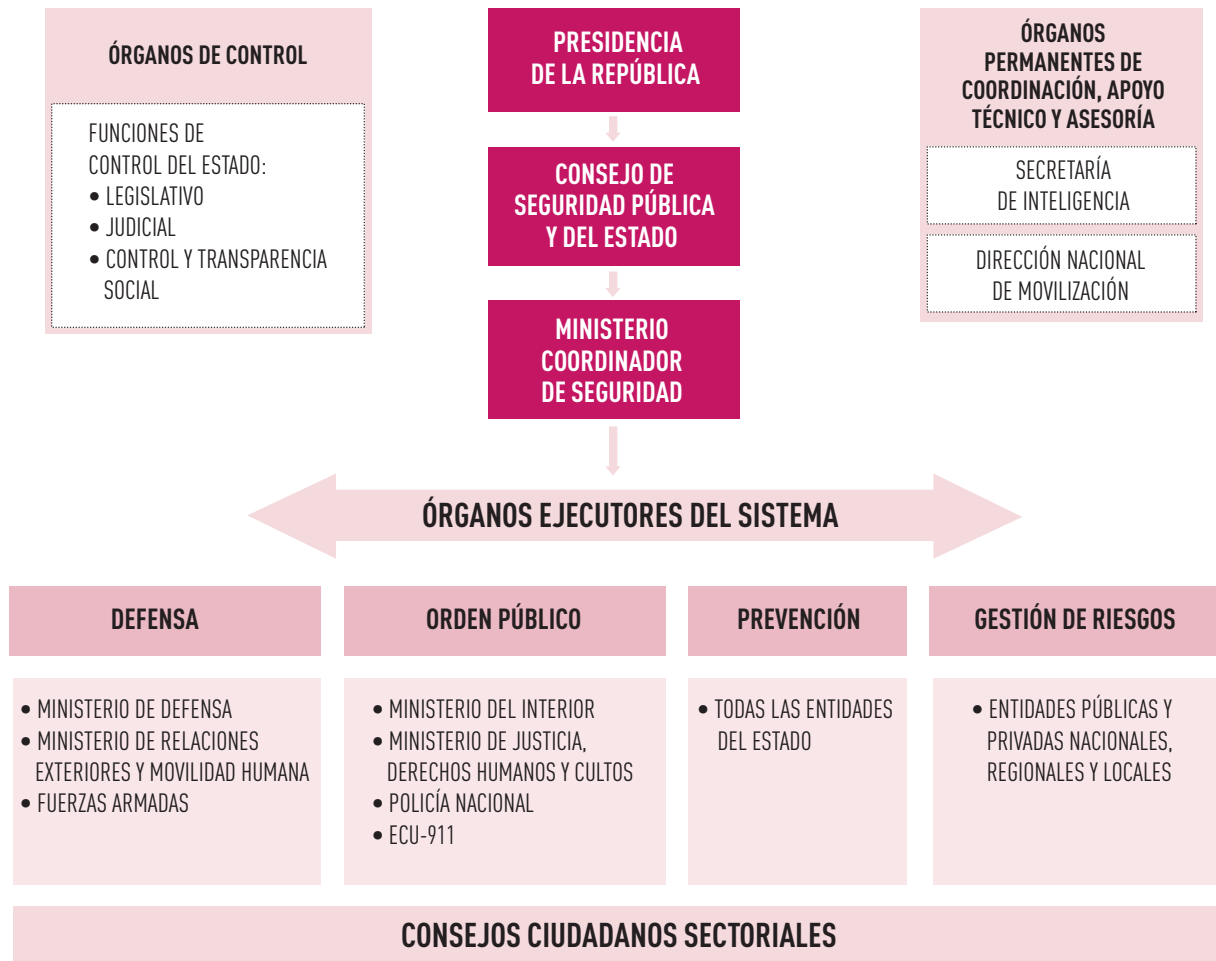 ÓRGANOS DE CONTROL
FUNCIONES DE
CONTROL DEL ESTADO:
• LEGISLATIVO
• JUDICIAL
• CONTROL Y TRANSPARENCIA
SOCIAL
PRESIDENCIA
DE LA REPÚBLICA
CONSEJO DE
SEGURIDAD PÚBLICA
Y DEL ESTADO
MINISTERIO
COORDINADOR
DE SEGURIDAD
ÓRGANOS
PERMANENTES DE
COORDINACIÓN, APOYO
TÉCNICO Y ASESORÍA
SECRETARÍA
DE INTELIGENCIA
DIRECCIÓN NACIONAL
DE MOVILIZACIÓN
ÓRGANOS EJECUTORES DEL SISTEMA
DEFENSA
• MINISTERIO DE DEFENSA
• MINISTERIO DE RELACIONES
EXTERIORES Y MOVILIDAD HUMANA
• FUERZAS ARMADAS
ORDEN PÚBLICO
• MINISTERIO DEL INTERIOR
• MINISTERIO DE JUSTICIA,
DERECHOS HUMANOS Y CULTOS
• POLICÍA NACIONAL
• ECU-911
PREVENCIÓN
• TODAS LAS ENTIDADES
DEL ESTADO
GESTIÓN DE RIESGOS
• ENTIDADES PÚBLICAS Y
PRIVADAS NACIONALES,
REGIONALES Y LOCALES
CONSEJOS CIUDADANOS SECTORIALES